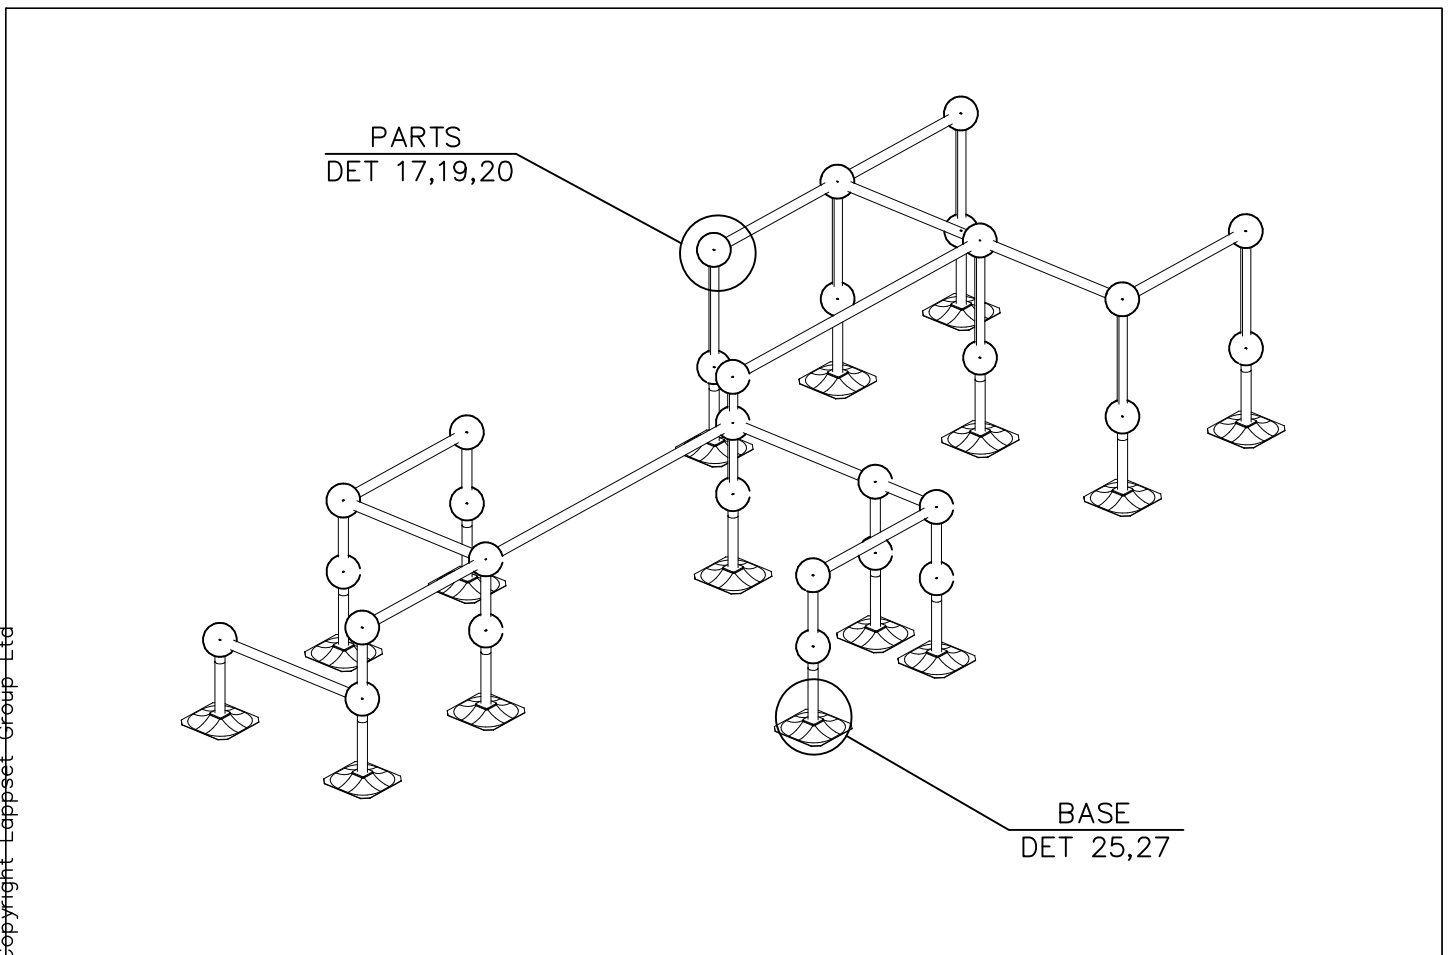 PARTS
DET 17,19,20
BASE
DET 25,27
Copyright Lappset Group Ltd